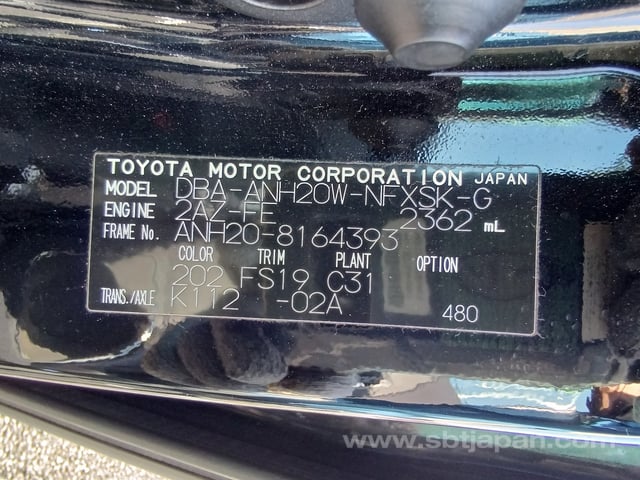 TOYOTA MOTOR CORPORATION JAPAN
MODEL DBA-ANH20W-NFXSK-G
ENGINE 2AZ-FE 2362 mL
FRAME No. ANH20-8164393
COLOR TRIM PLANT OPTION
202 FS19 C31
TRANS./AXLE K112 -02A 480
www.sbtjapan.com